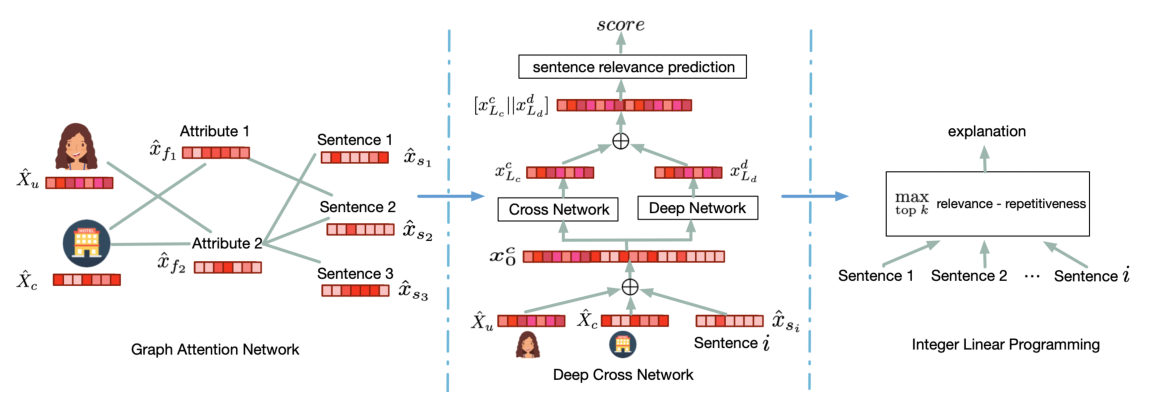 score
sentence relevance prediction
[x^c_{L_c}||x^d_{L_d}]
⊕
x^c_{L_c}
x^d_{L_d}
Cross Network
Deep Network
x^c_0
⊕
X̂_u
X̂_c
x̂_{s_i}
Sentence i
Deep Cross Network
Attribute 1
x̂_{f_1}
Sentence 1
x̂_{s_1}
X̂_u
Sentence 2
x̂_{s_2}
HOTEL
Attribute 2
x̂_{f_2}
Sentence 3
x̂_{s_3}
X̂_c
Graph Attention Network
explanation
max top k relevance - repetitiveness
Sentence 1 Sentence 2 ... Sentence i
Integer Linear Programming